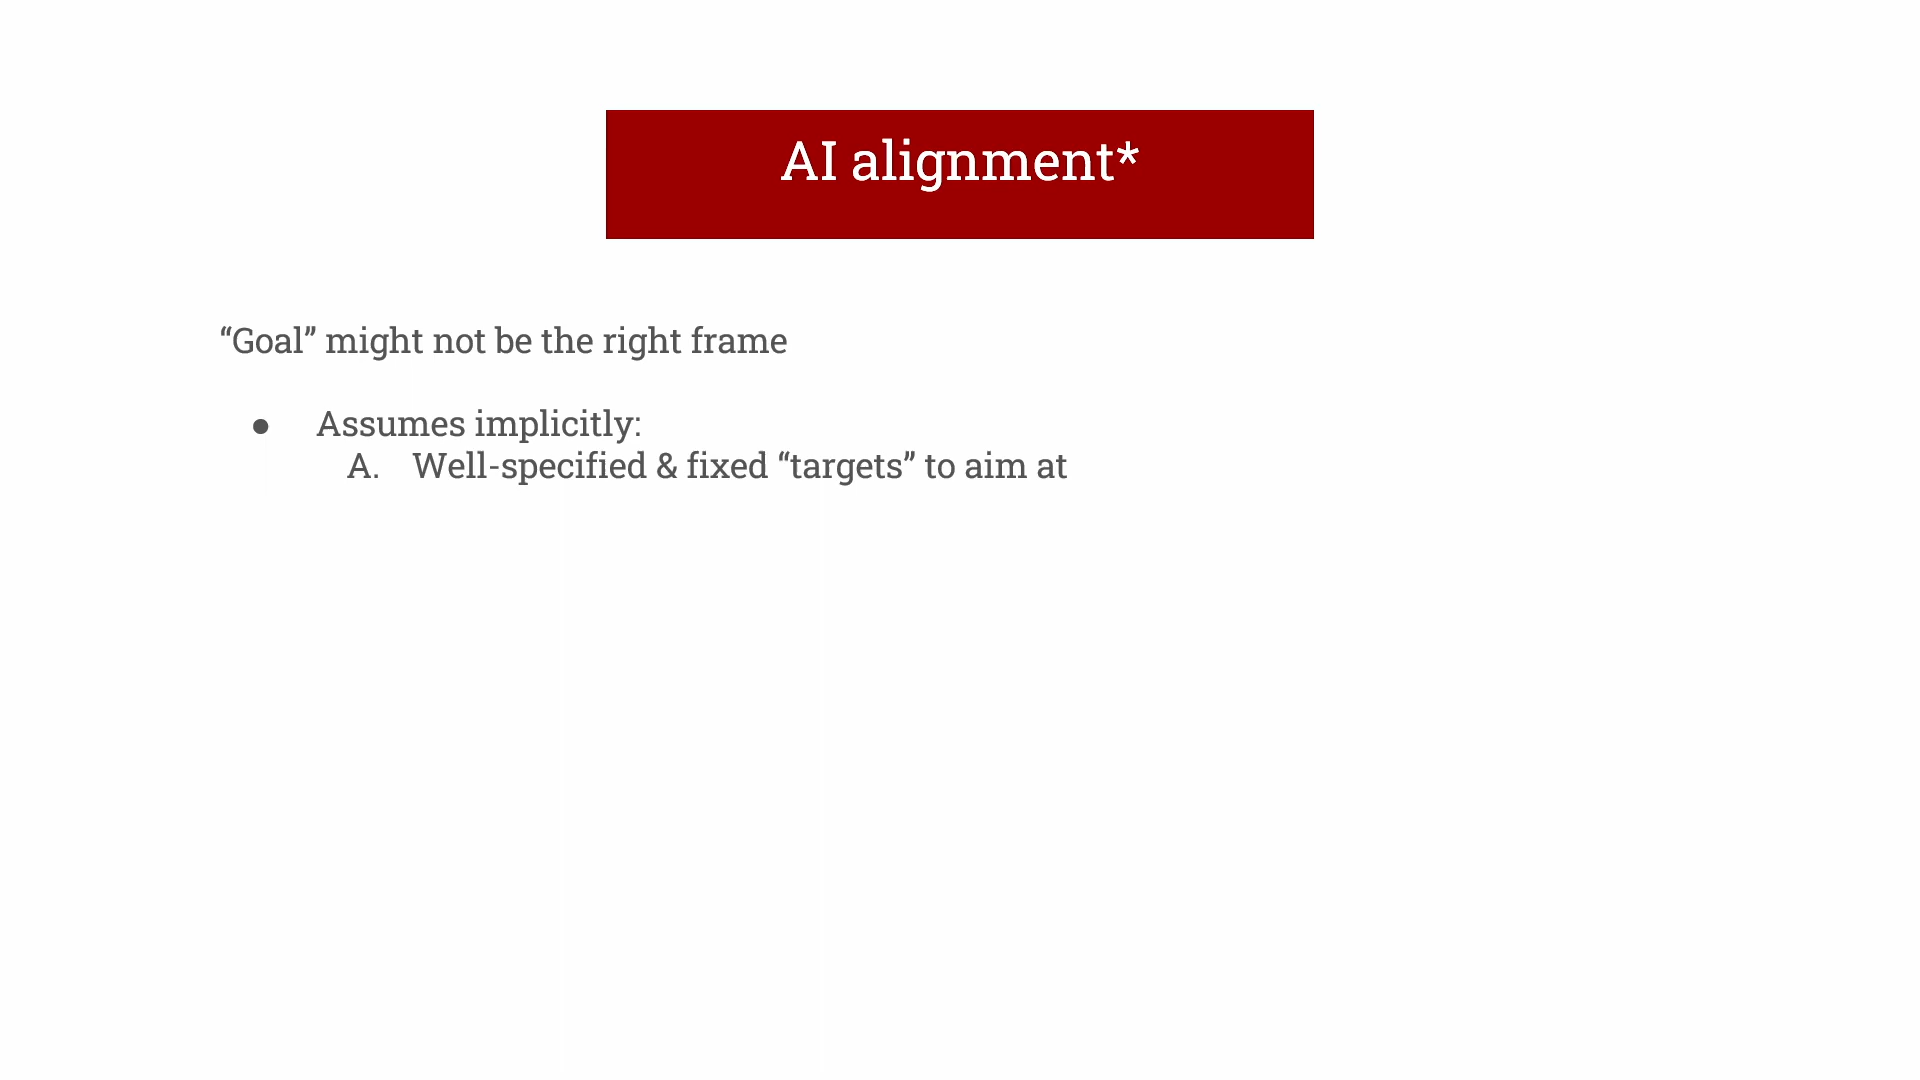 AI alignment*
“Goal” might not be the right frame
● Assumes implicitly:
A. Well-specified & fixed “targets” to aim at